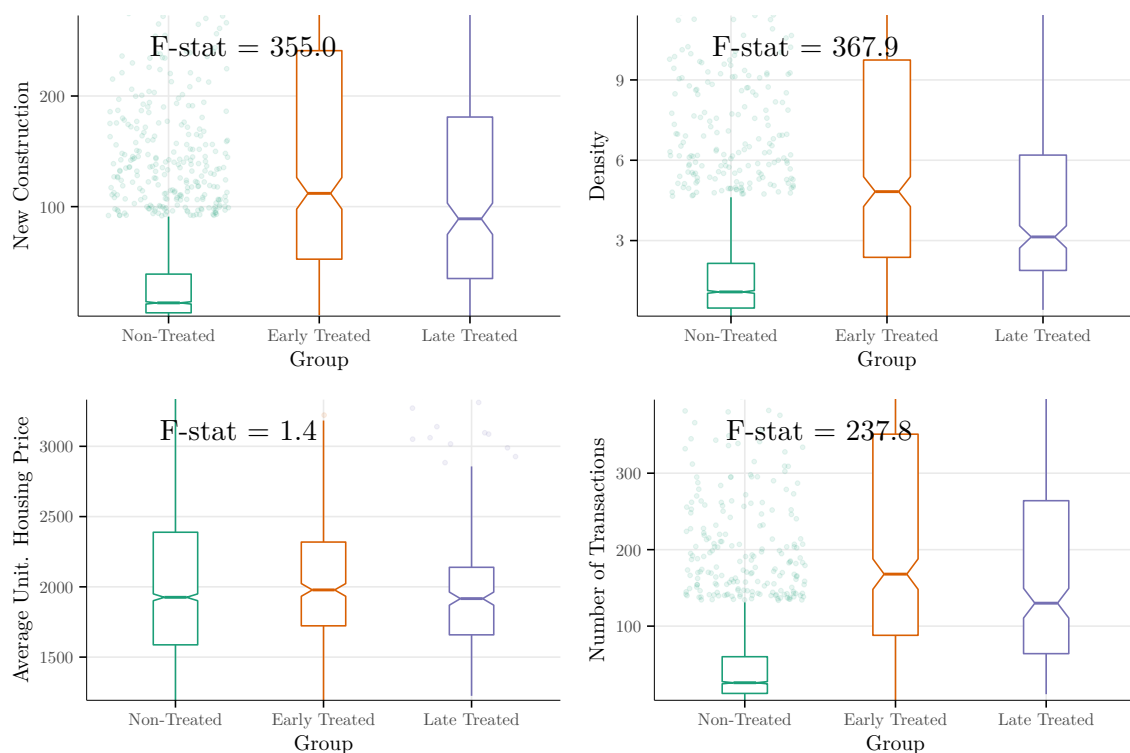 F-stat = 355.0
New Construction
200
100
Non-Treated Early Treated Late Treated
Group
F-stat = 367.9
Density
9
6
3
Non-Treated Early Treated Late Treated
Group
F-stat = 1.4
Average Unit. Housing Price
3000
2500
2000
1500
Non-Treated Early Treated Late Treated
Group
F-stat = 237.8
Number of Transactions
300
200
100
Non-Treated Early Treated Late Treated
Group